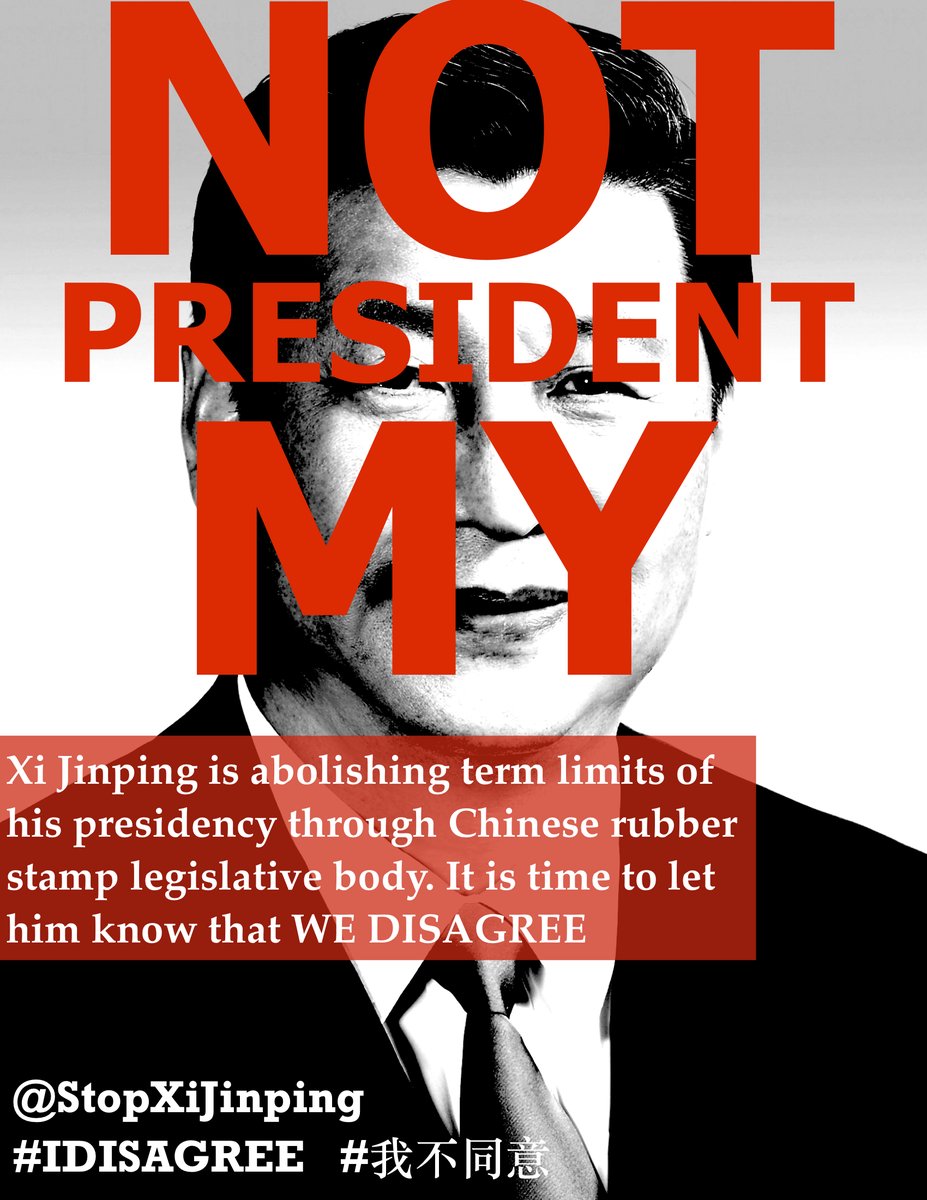 NOT
PRESIDENT
MY
Xi Jinping is abolishing term limits of
his presidency through Chinese rubber
stamp legislative body. It is time to let
him know that WE DISAGREE
@StopXiJinping
#IDISAGREE #我不同意